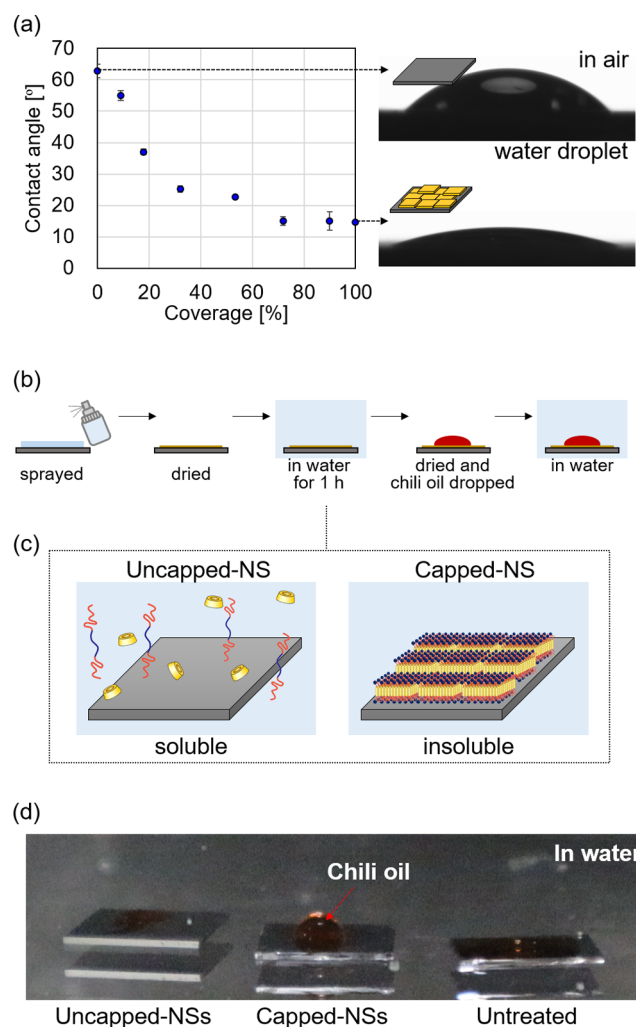 (a)
70
60
50
40
30
20
10
0
Contact angle [º]
0
20
40
60
80
100
Coverage [%]
in air
water droplet
(b)
sprayed
dried
in water
for 1 h
dried and
chili oil dropped
in water
(c)
Uncapped-NS
Capped-NS
soluble
insoluble
(d)
In water
Chili oil
Uncapped-NSs
Capped-NSs
Untreated